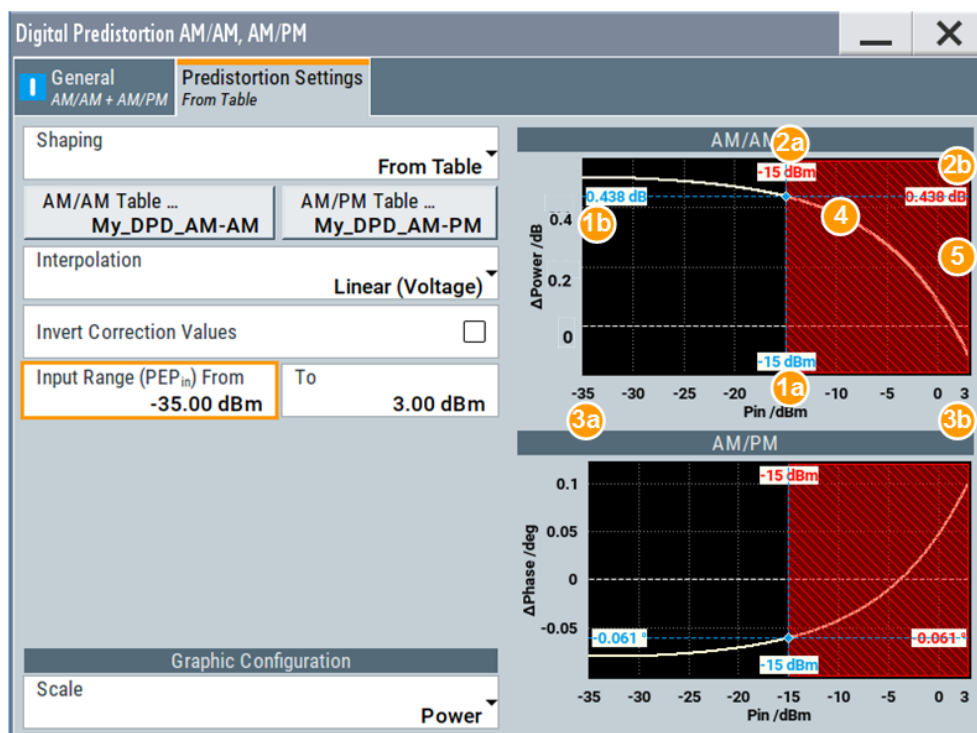 Digital Predistortion AM/AM, AM/PM
General
AM/AM + AM/PM
Predistortion Settings
From Table
Shaping
From Table
AM/AM Table ...
My_DPD_AM-AM
AM/PM Table ...
My_DPD_AM-PM
Interpolation
Linear (Voltage)
Invert Correction Values
Input Range (PEPin) From
-35.00 dBm
To
3.00 dBm
Graphic Configuration
Scale
Power
AM/AM
2a
2b
-15 dBm
0.438 dB
0.438 dB
1b
4
5
0.4
0.2
0
ΔPower /dB
-15 dBm
1a
-35 -30 -25 -20 -15 -10 -5 0 3
Pin /dBm
3a
3b
AM/PM
-15 dBm
0.1
0.05
0
-0.05
ΔPhase /deg
-0.061 °
-0.061 °
-15 dBm
-35 -30 -25 -20 -15 -10 -5 0 3
Pin /dBm